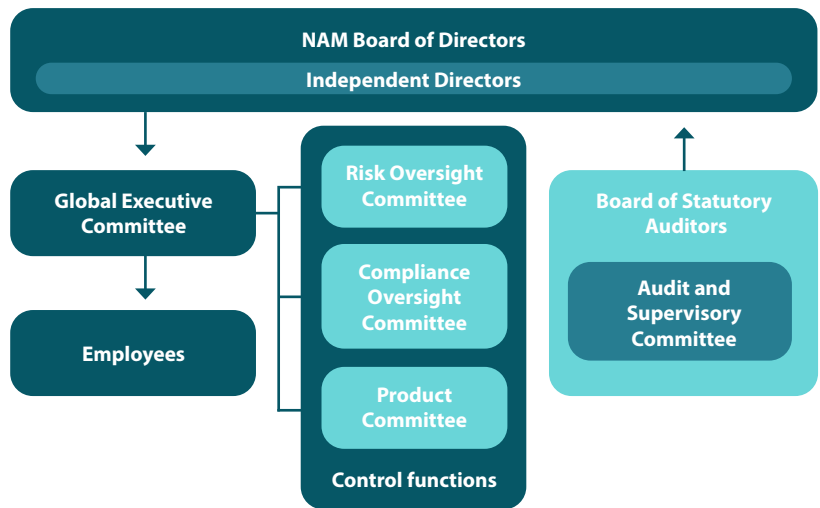 NAM Board of Directors
Independent Directors
Global Executive
Committee
Employees
Risk Oversight
Committee
Compliance
Oversight
Committee
Product
Committee
Control functions
Board of Statutory
Auditors
Audit and
Supervisory
Committee